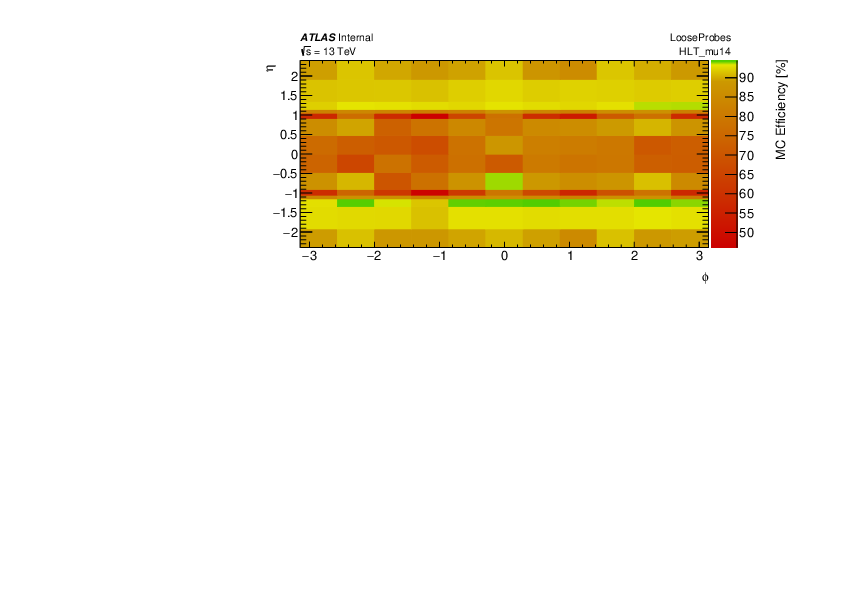 ATLAS Internal
√s = 13 TeV
LooseProbes
HLT_mu14
η
2
1.5
1
0.5
0
−0.5
−1
−1.5
−2
−3 −2 −1 0 1 2 3
φ
90
85
80
75
70
65
60
55
50
MC Efficiency [%]